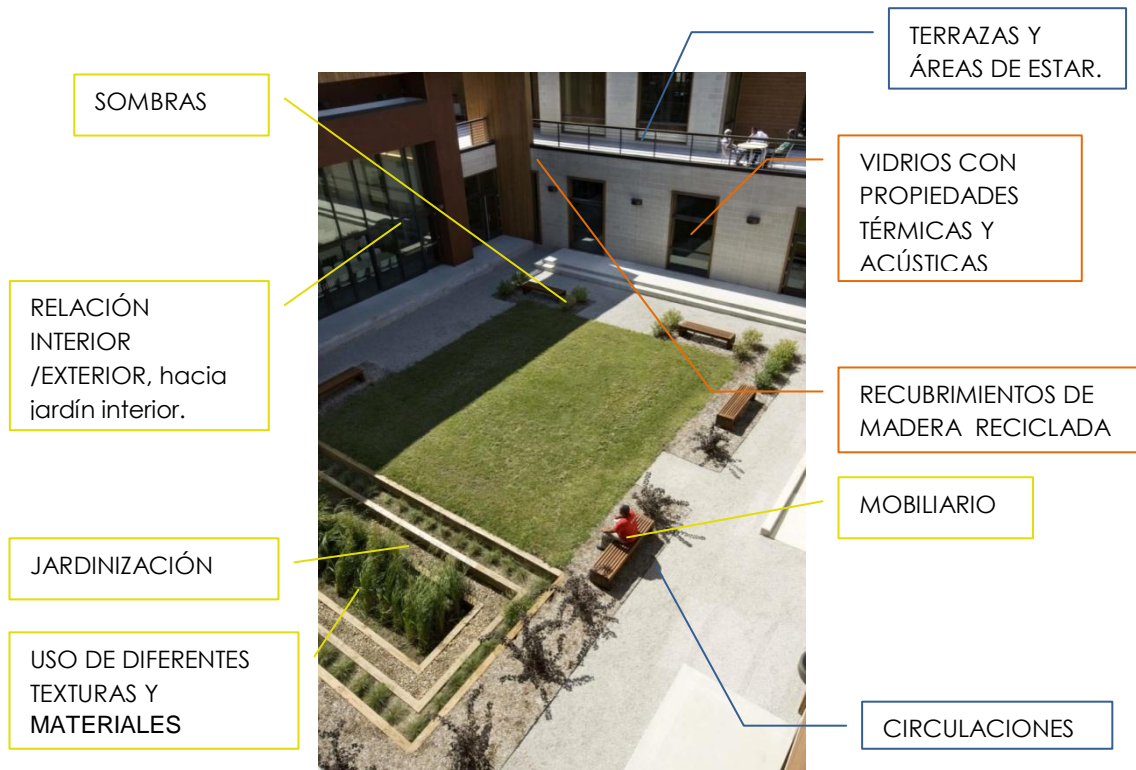 TERRAZAS Y
ÁREAS DE ESTAR.
SOMBRAS
VIDRIOS CON
PROPIEDADES
TÉRMICAS Y
ACÚSTICAS
RELACIÓN
INTERIOR
/EXTERIOR, hacia
jardín interior.
RECUBRIMIENTOS DE
MADERA RECICLADA
MOBILIARIO
JARDINIZACIÓN
USO DE DIFERENTES
TEXTURAS Y
MATERIALES
CIRCULACIONES